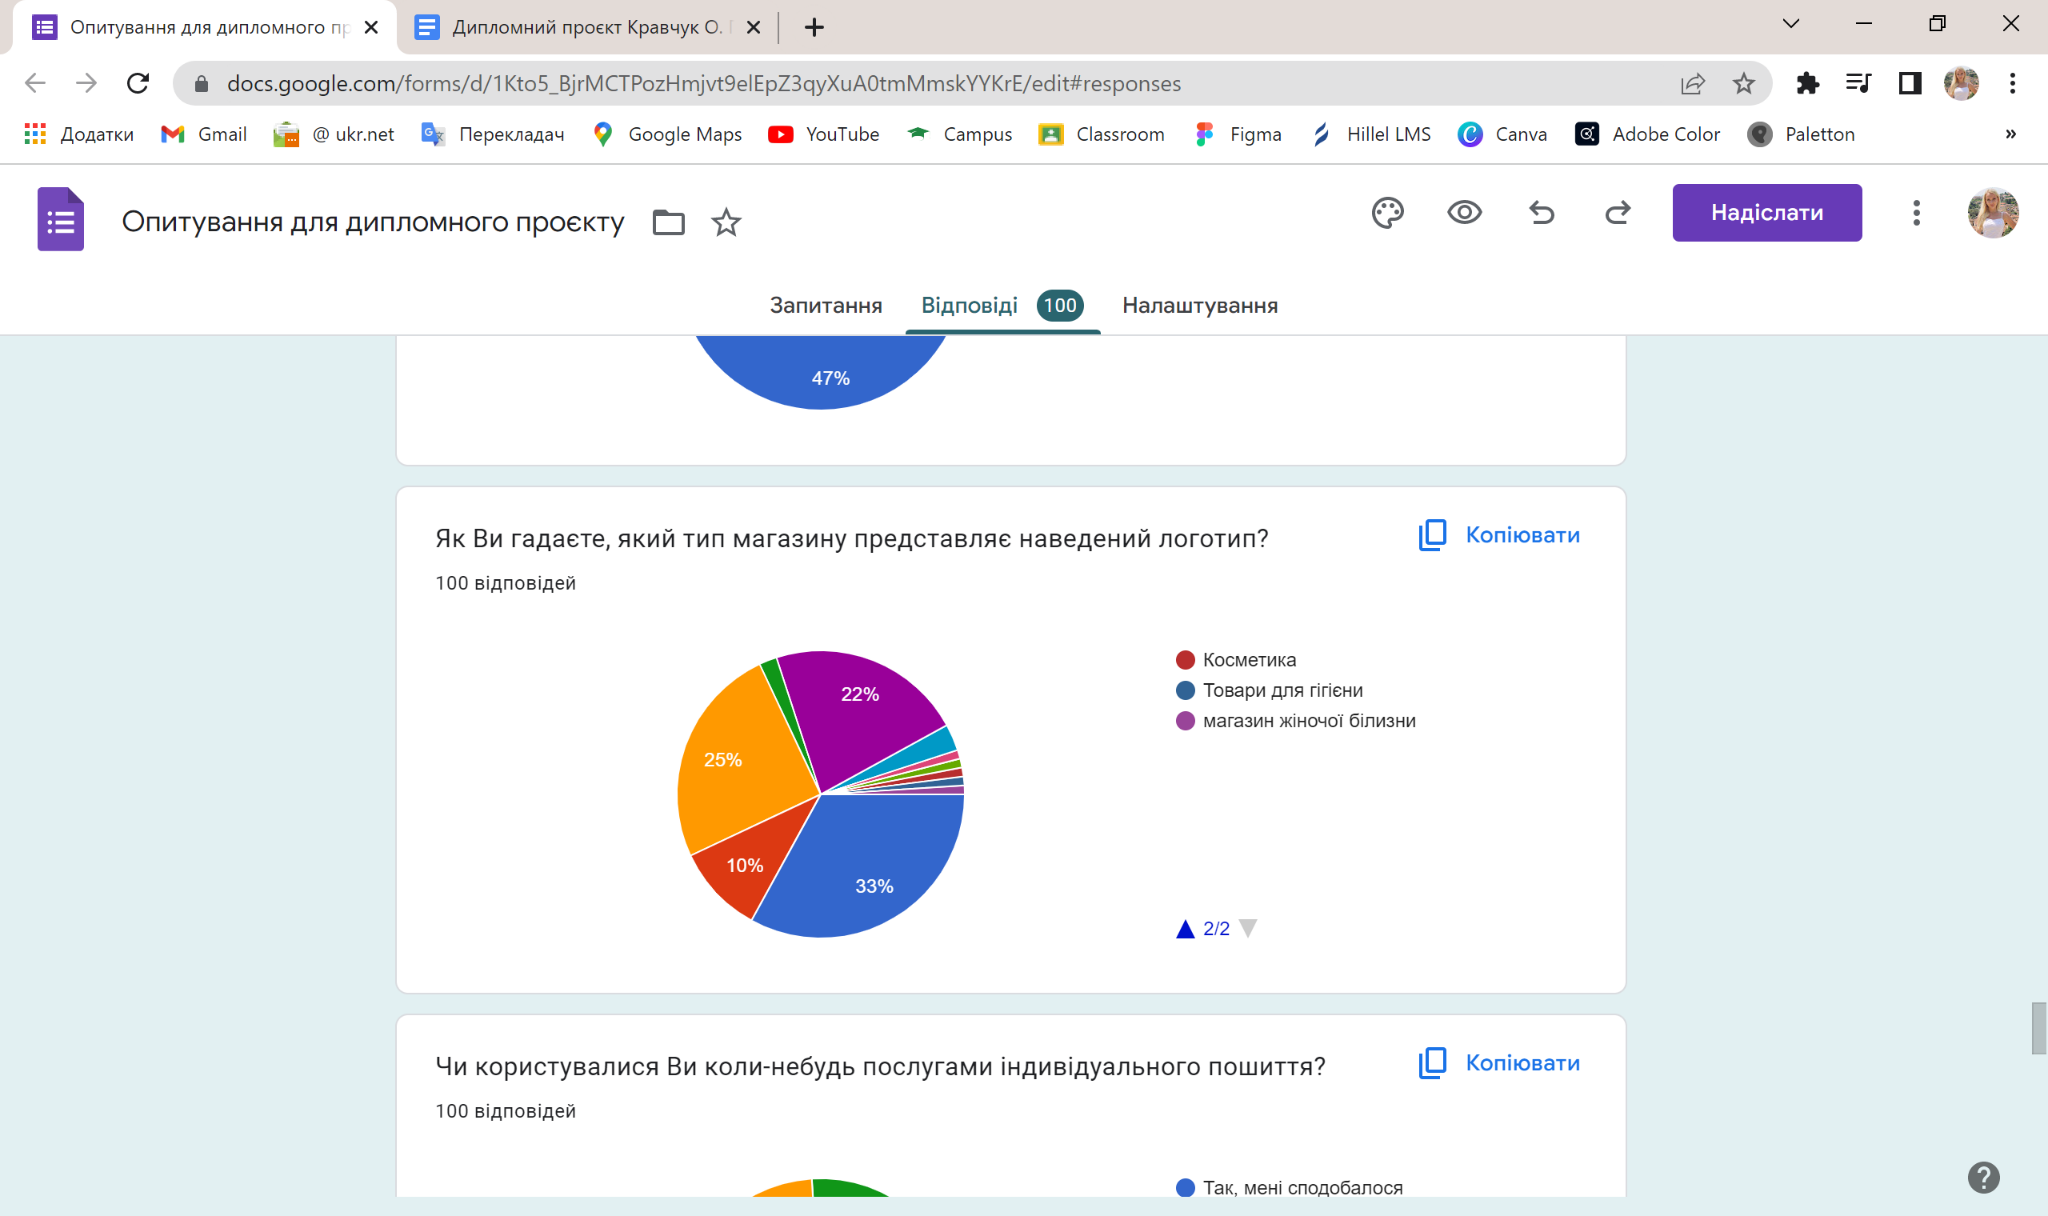 Опитування для дипломного пр
Дипломний проєкт Кравчук О.
docs.google.com/forms/d/1Kto5_BjrMCTPozHmjvt9elEpZ3qyXuA0tmMmskYYKrE/edit#responses
Додатки Gmail @ ukr.net Перекладач Google Maps YouTube Campus Classroom Figma Hillel LMS Canva Adobe Color Paletton »
Опитування для дипломного проєкту
Надіслати
Запитання Відповіді 100 Налаштування
47%
Як Ви гадаєте, який тип магазину представляє наведений логотип?
Копіювати
100 відповідей
22%
25%
10%
33%
Косметика
Товари для гігієни
магазин жіночої білизни
2/2
Чи користувалися Ви коли-небудь послугами індивідуального пошиття?
Копіювати
100 відповідей
Так, мені сподобалося